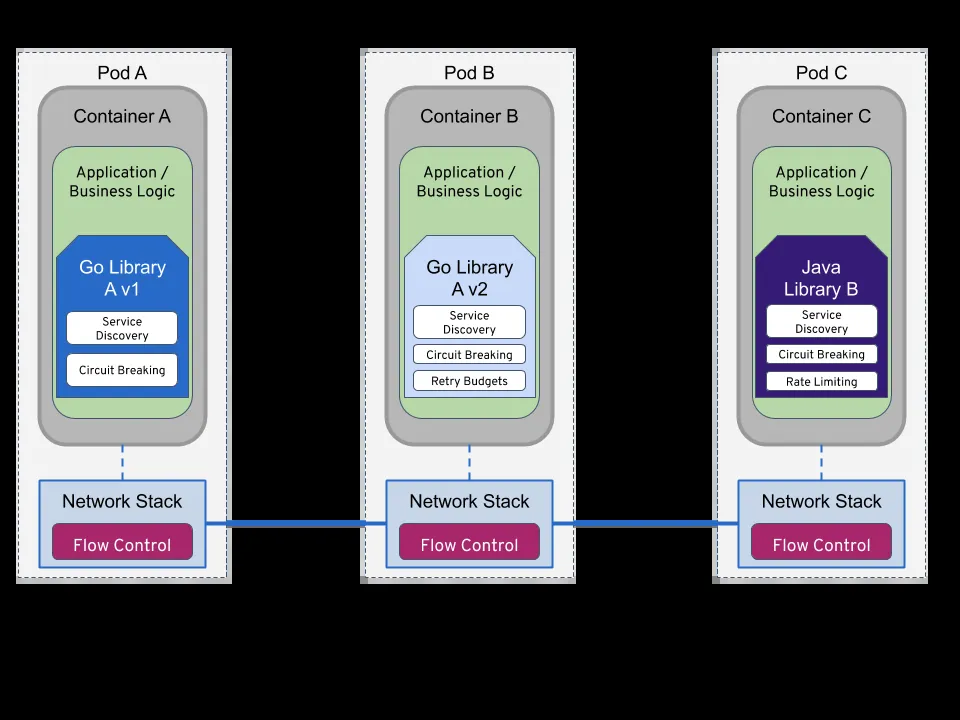 Pod A
Container A
Application /
Business Logic
Go Library
A v1
Service
Discovery
Circuit Breaking
Network Stack
Flow Control
Pod B
Container B
Application /
Business Logic
Go Library
A v2
Service
Discovery
Circuit Breaking
Retry Budgets
Network Stack
Flow Control
Pod C
Container C
Application /
Business Logic
Java
Library B
Service
Discovery
Circuit Breaking
Rate Limiting
Network Stack
Flow Control